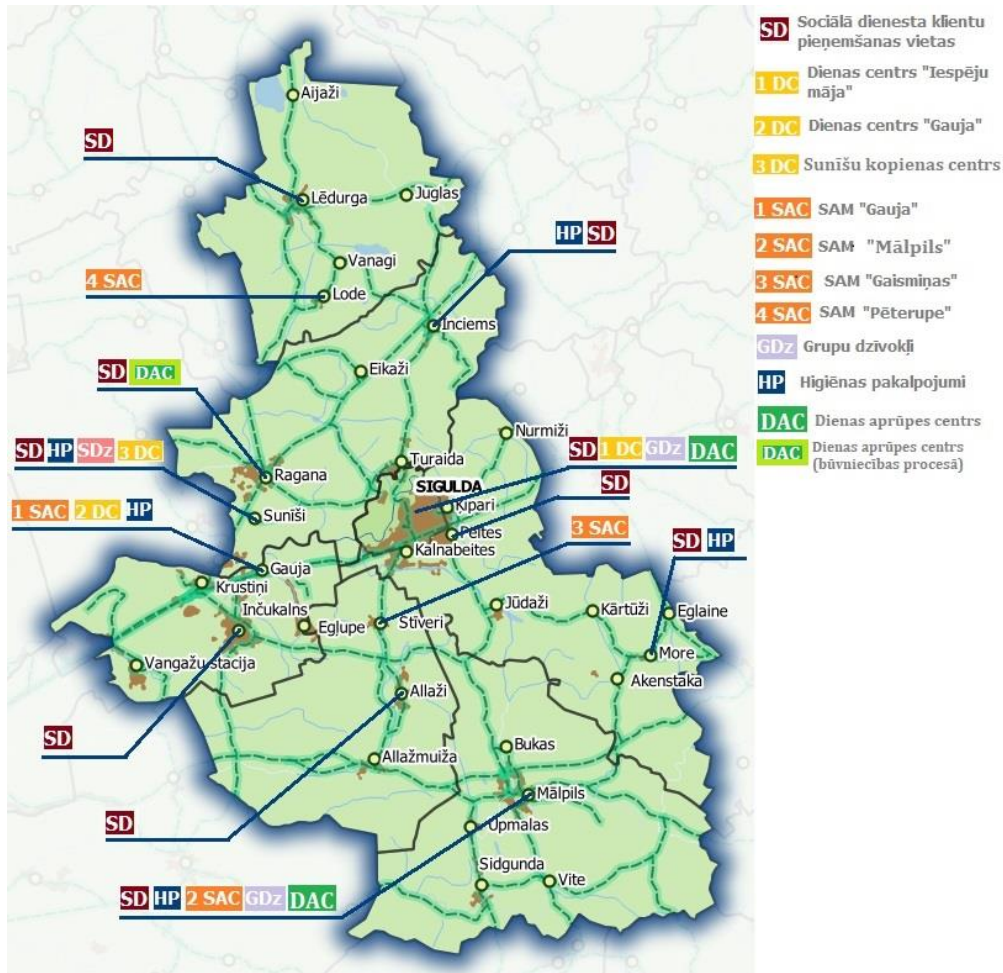 SD Sociālā dienesta klientu
pieņemšanas vietas
1 DC Dienas centrs "Iespēju
māja"
2 DC Dienas centrs "Gauja"
3 DC Sunīšu kopienas centrs
1 SAC SAM "Gauja"
2 SAC SAM "Mālpils"
3 SAC SAM "Gaismiņas"
4 SAC SAM "Pēterupe"
GDz Grupu dzīvokļi
HP Higiēnas pakalpojumi
DAC Dienas aprūpes centrs
DAC Dienas aprūpes centrs
(būvniecības procesā)
Aijaži
SD
Lēdurga
Juglas
HP SD
Vanagi
4 SAC
Lode
Inciems
Eikaži
SD DAC
Nurmiži
SD HP SDz 3 DC
SD 1 DC GDz DAC
Turaida
Ragana
SIGULDA
SD
Ķipari
1 SAC 2 DC HP
Sunīši
3 SAC
Peltes
SD HP
Kalnabeites
Gauja
Krustiņi
Inčukalns
Jūdaži
Kārtūži
Eglaine
Egļupe
Stīveri
More
Vangažu stacija
Akenstaka
Allaži
SD
Bukas
Allažmuiža
Mālpils
SD
Upmalas
Sidgunda
Vite
SD HP 2 SAC GDz DAC